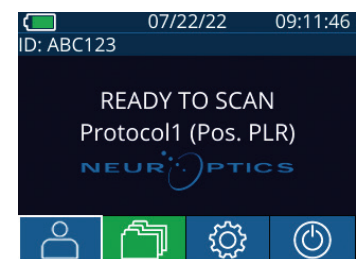 07/22/22 09:11:46
ID: ABC123
READY TO SCAN
Protocol1 (Pos. PLR)
NEUROPTICS